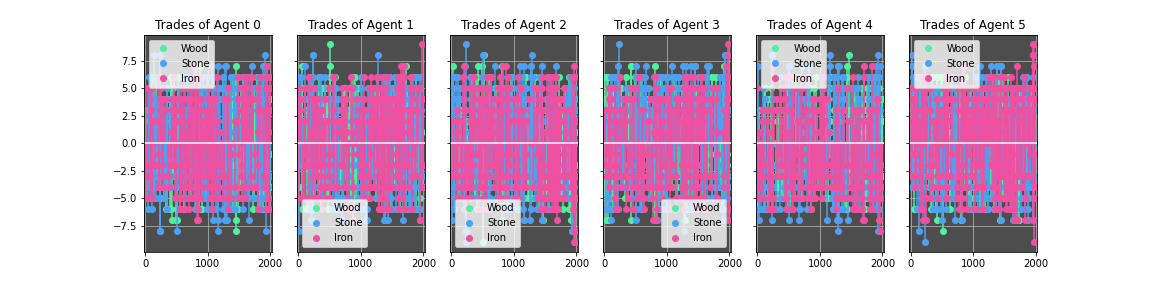 Trades of Agent 0
Trades of Agent 1
Trades of Agent 2
Trades of Agent 3
Trades of Agent 4
Trades of Agent 5
Wood
Stone
Iron
Wood
Stone
Iron
Wood
Stone
Iron
Wood
Stone
Iron
Wood
Stone
Iron
Wood
Stone
Iron
7.5
5.0
2.5
0.0
−2.5
−5.0
−7.5
0 1000 2000
0 1000 2000
0 1000 2000
0 1000 2000
0 1000 2000
0 1000 2000